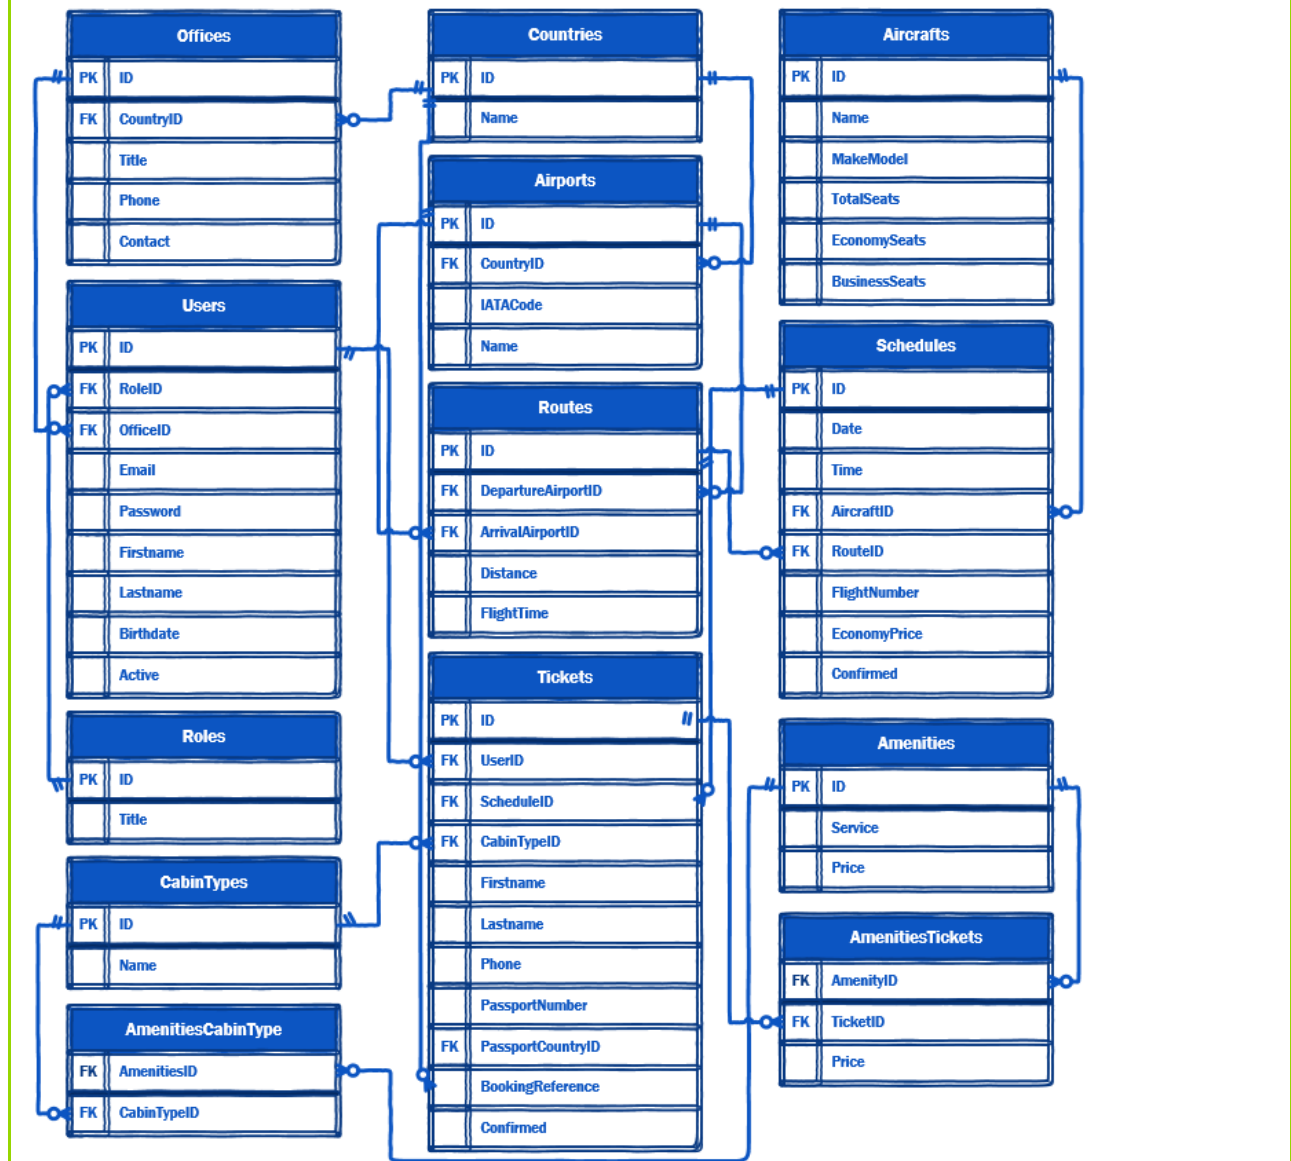 Offices
PK ID
FK CountryID
Title
Phone
Contact
Users
PK ID
FK RoleID
FK OfficeID
Email
Password
Firstname
Lastname
Birthdate
Active
Roles
PK ID
Title
CabinTypes
PK ID
Name
AmenitiesCabinType
FK AmenitiesID
FK CabinTypeID
Countries
PK ID
Name
Airports
PK ID
FK CountryID
IATACode
Name
Routes
PK ID
FK DepartureAirportID
FK ArrivalAirportID
Distance
FlightTime
Tickets
PK ID
FK UserID
FK ScheduleID
FK CabinTypeID
Firstname
Lastname
Phone
PassportNumber
FK PassportCountryID
BookingReference
Confirmed
Aircrafts
PK ID
Name
MakeModel
TotalSeats
EconomySeats
BusinessSeats
Schedules
PK ID
Date
Time
FK AircraftID
FK RouteID
FlightNumber
EconomyPrice
Confirmed
Amenities
PK ID
Service
Price
AmenitiesTickets
FK AmenityID
FK TicketID
Price